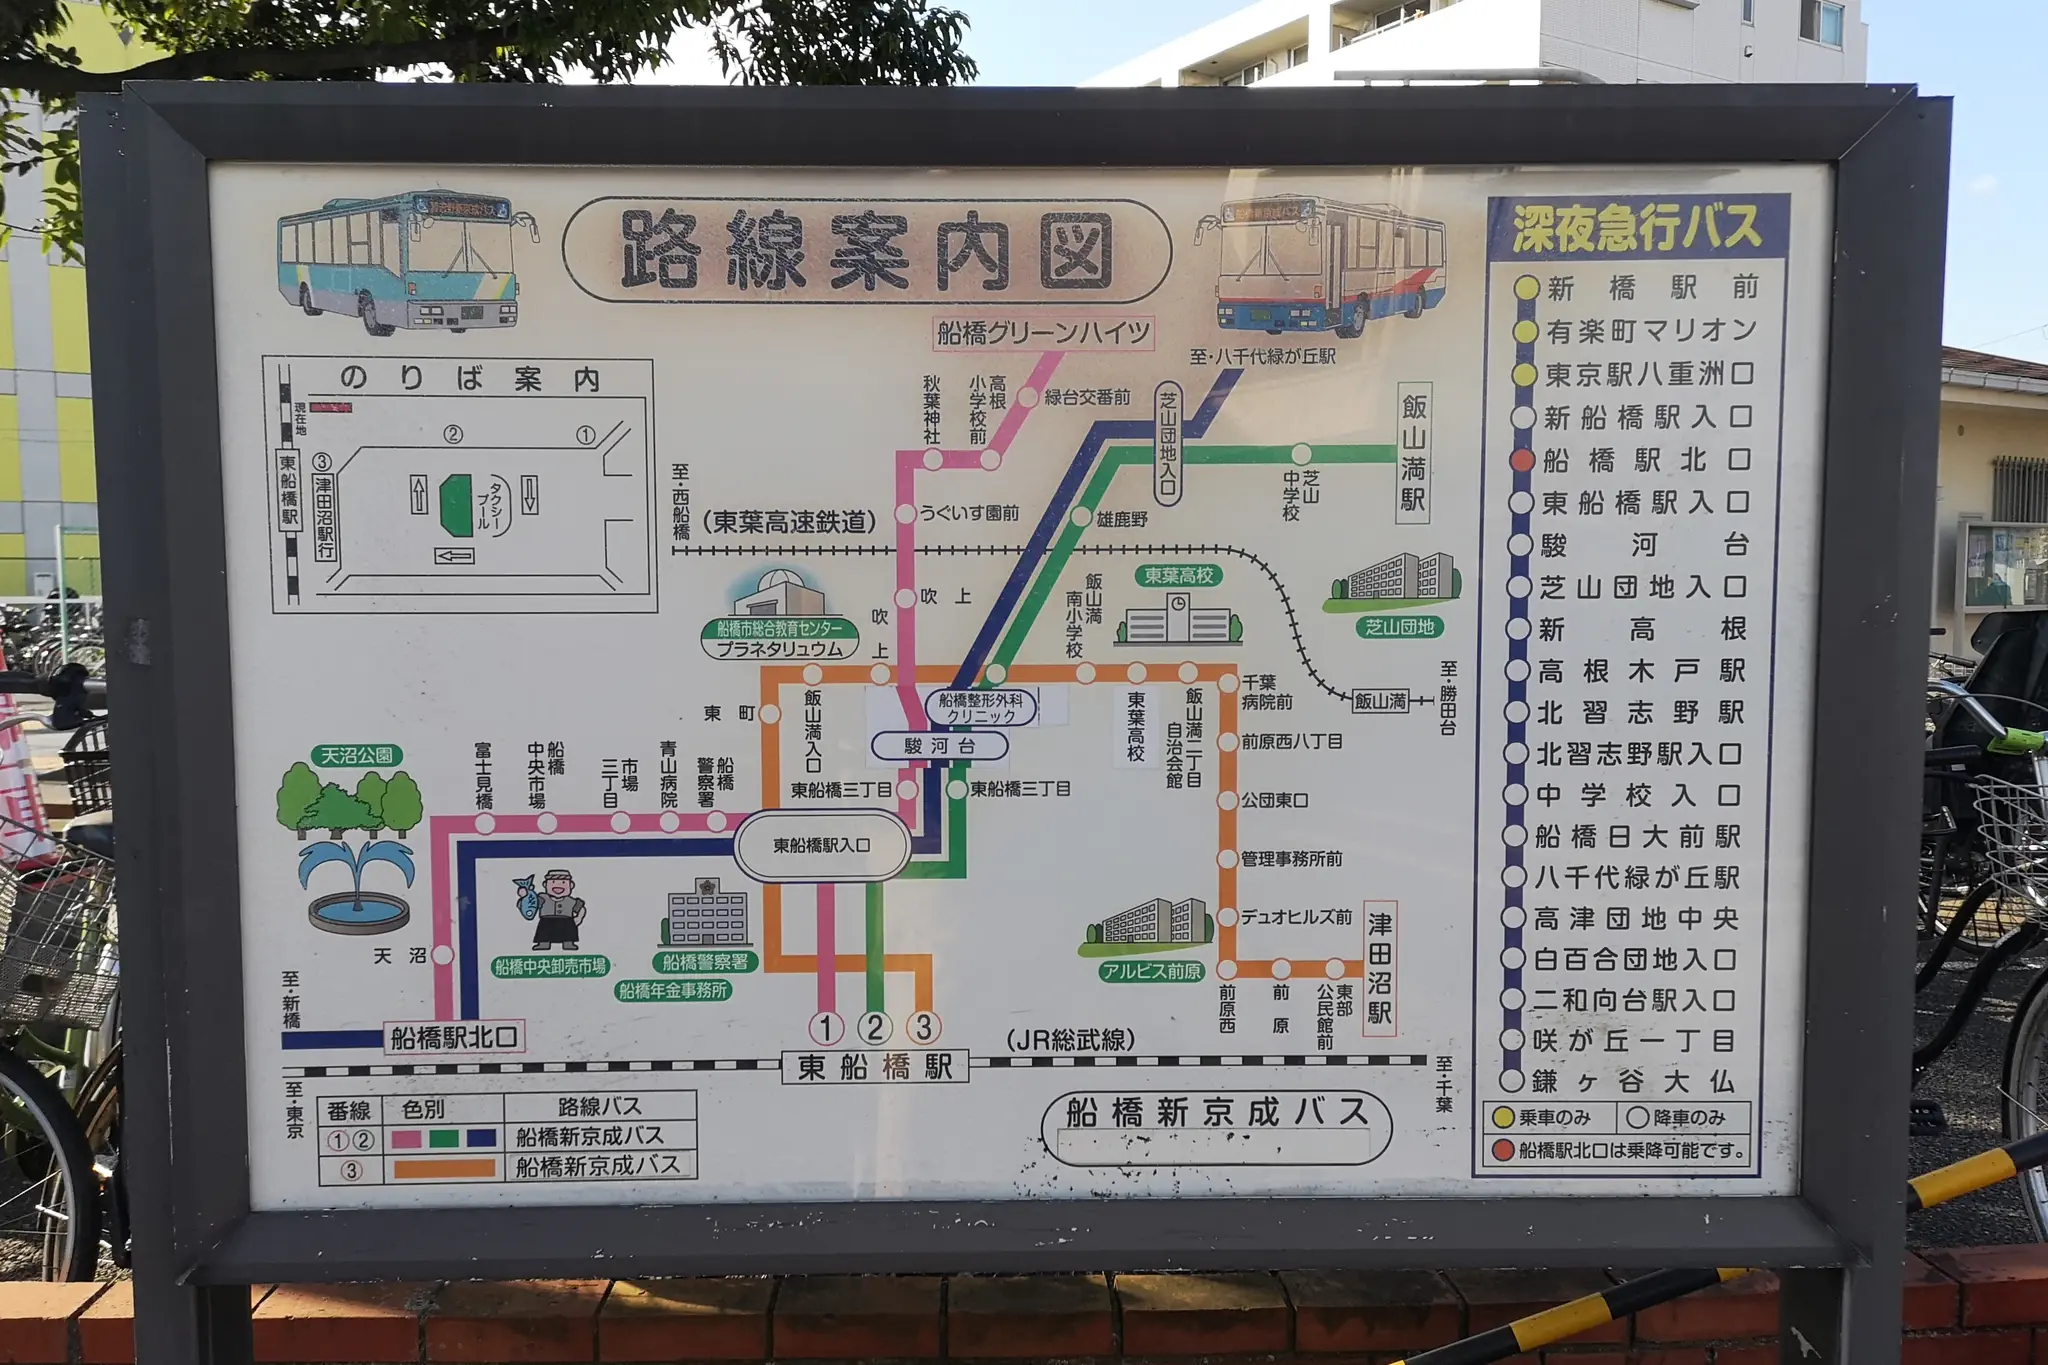 路線案内図
習志野新京成バス
船橋新京成バス
のりば案内
現在地
東船橋駅
①
②
③
津田沼駅行
タクシープール
船橋グリーンハイツ
緑台交番前
高根小学校前
秋葉神社
うぐいす園前
吹上
至・八千代緑が丘駅
芝山団地入口
飯山満駅
芝山中学校
雄鹿野
至・西船橋
(東葉高速鉄道)
飯山満
至・勝田台
船橋市総合教育センター
プラネタリュウム
東葉高校
芝山団地
東町
飯山満入口
吹上
船橋整形外科
クリニック
飯山満南小学校
東葉高校
飯山満二丁目自治会館
千葉病院前
前原西八丁目
公団東口
管理事務所前
デュオヒルズ前
前原西
前原
東部公民館前
津田沼駅
アルビス前原
駿河台
東船橋三丁目
東船橋三丁目
東船橋駅入口
船橋警察署
青山病院
市場三丁目
船橋中央市場
富士見橋
天沼公園
天沼
船橋中央卸売市場
船橋警察署
船橋年金事務所
至・新橋
船橋駅北口
1
2
3
東船橋駅
(JR総武線)
至・東京
至・千葉
番線 色別 路線バス
①② 船橋新京成バス
③ 船橋新京成バス
船橋新京成バス
深夜急行バス
新橋駅前
有楽町マリオン
東京駅八重洲口
新船橋駅入口
船橋駅北口
東船橋駅入口
駿河台
芝山団地入口
新高根
高根木戸駅
北習志野駅
北習志野駅入口
中学校入口
船橋日大前駅
八千代緑が丘駅
高津団地中央
白百合団地入口
二和向台駅入口
咲が丘一丁目
鎌ヶ谷大仏
乗車のみ
降車のみ
船橋駅北口は乗降可能です。